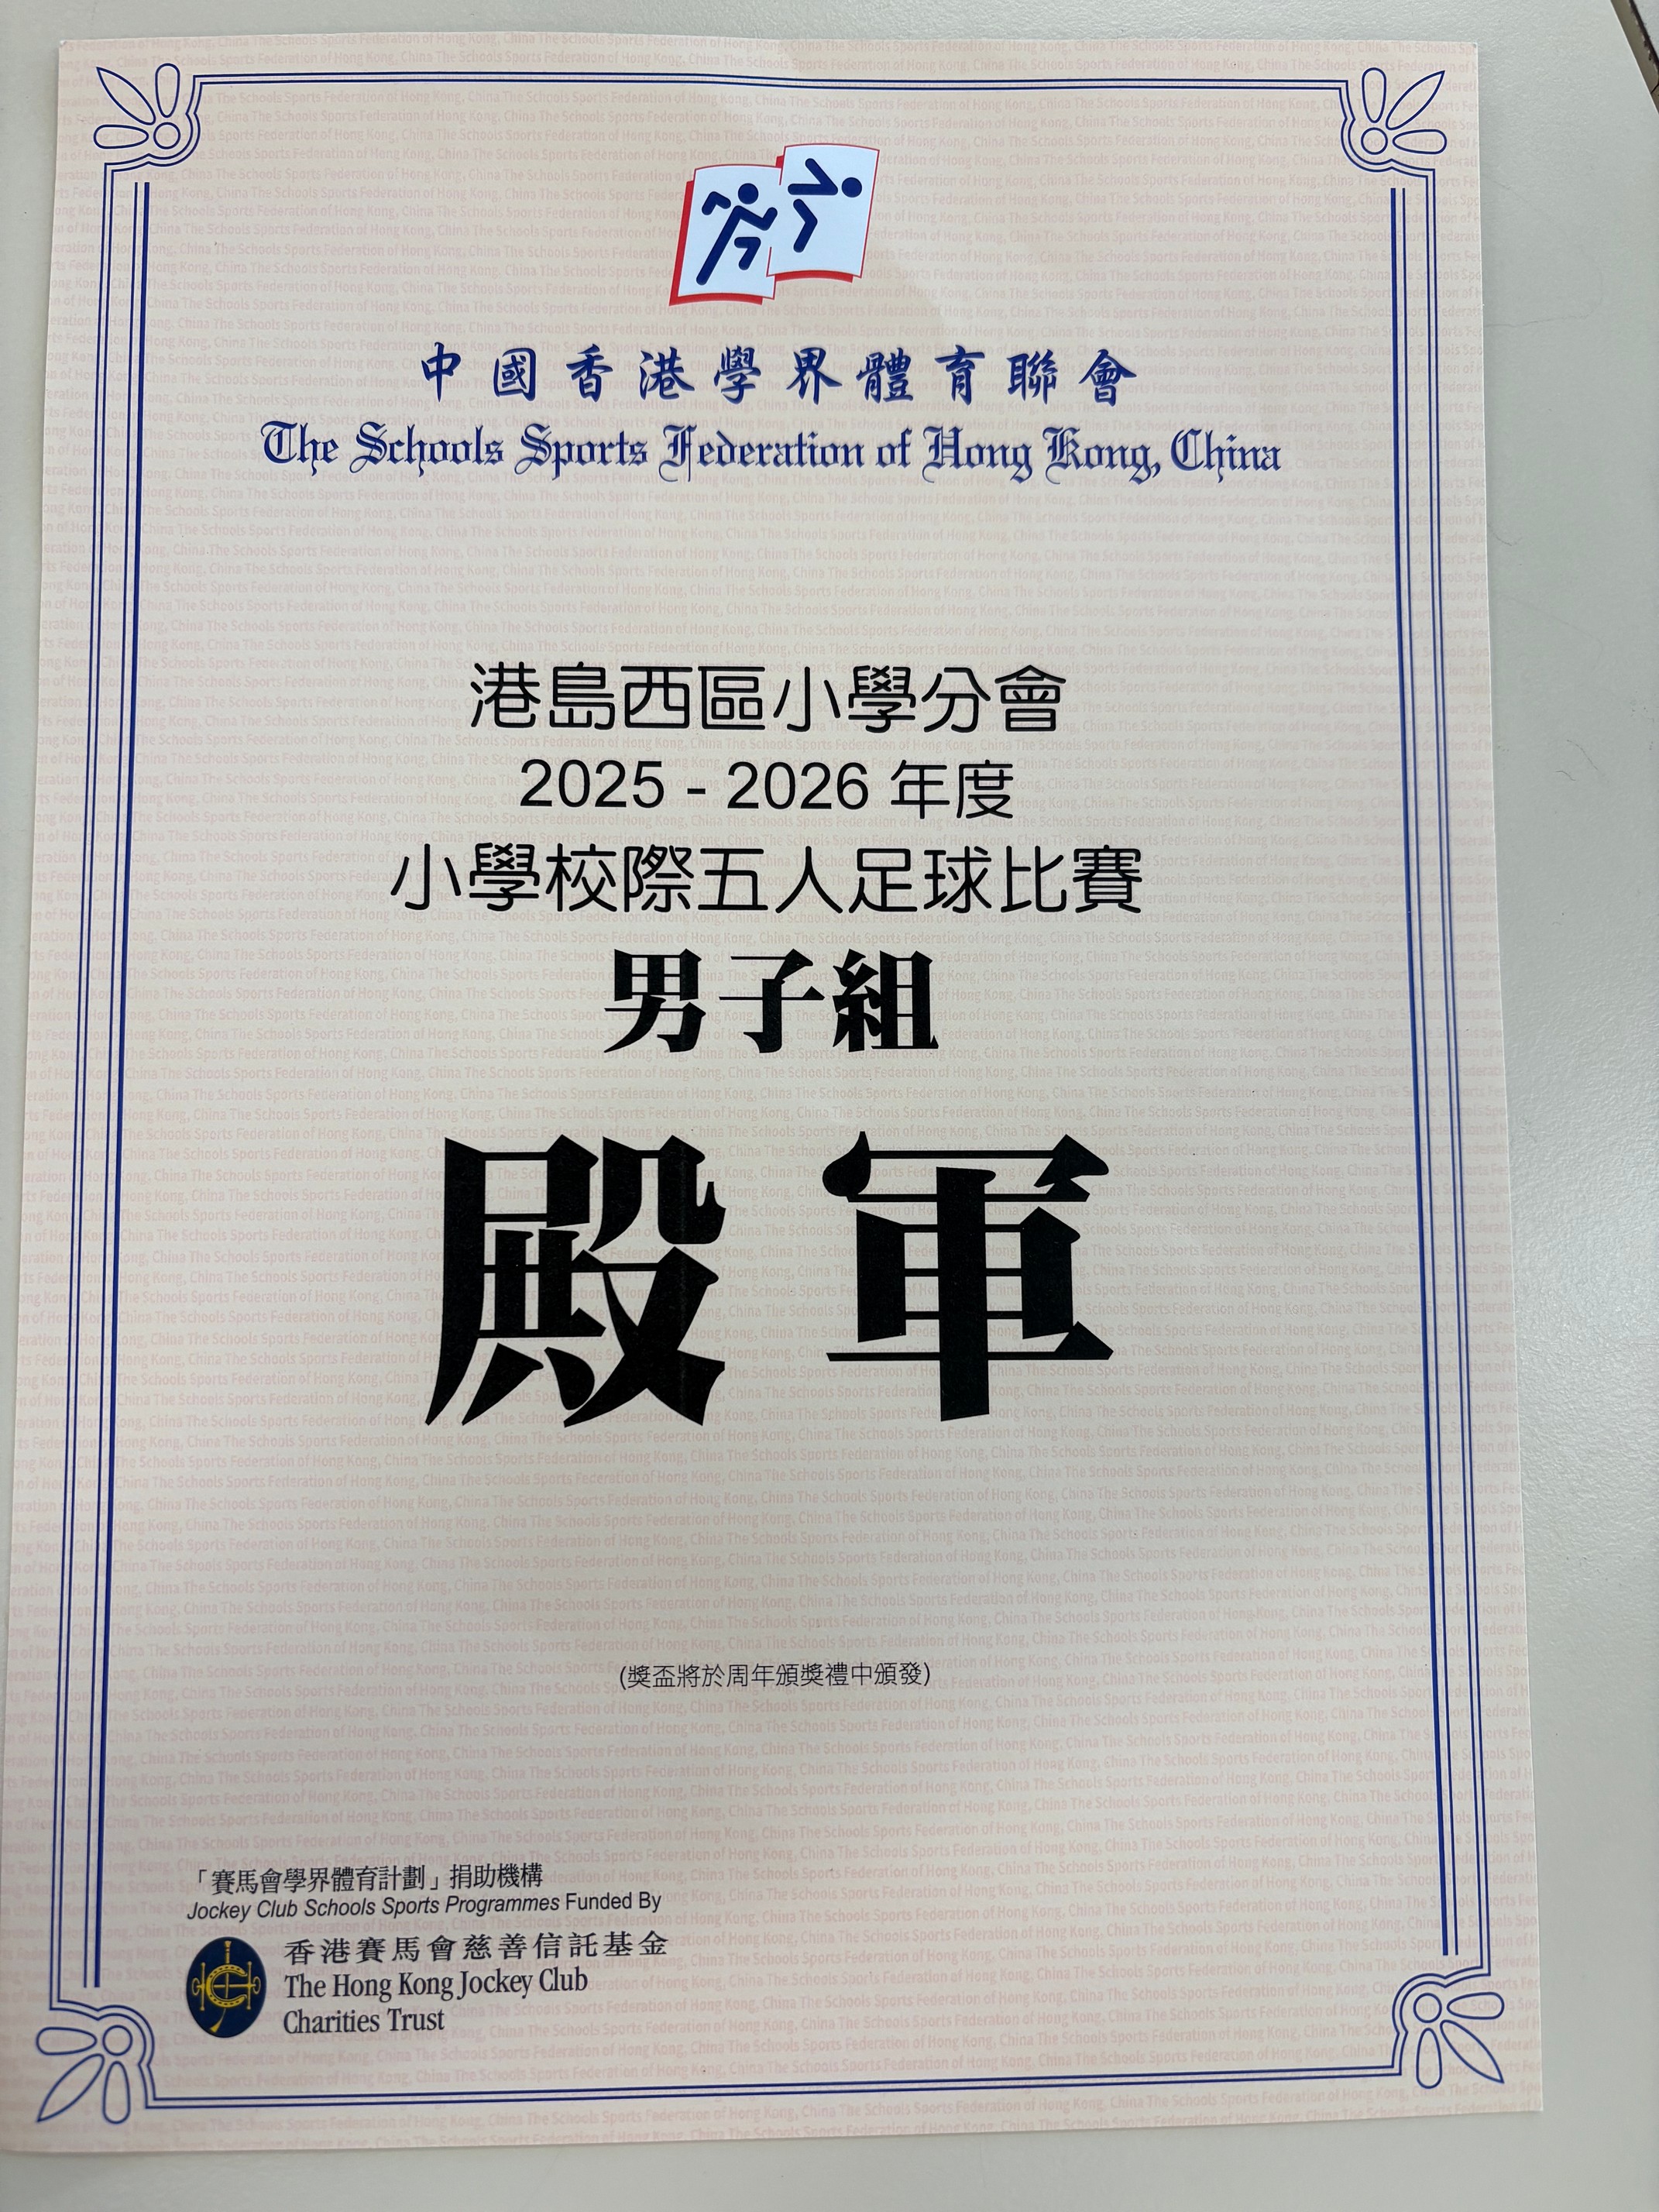 中國香港學界體育聯會
The Schools Sports Federation of Hong Kong, China
港島西區小學分會
2025 - 2026 年度
小學校際五人足球比賽
男子組
殿軍
(獎盃將於周年頒獎禮中頒發)
「賽馬會學界體育計劃」捐助機構
Jockey Club Schools Sports Programmes Funded By
香港賽馬會慈善信託基金
The Hong Kong Jockey Club
Charities Trust